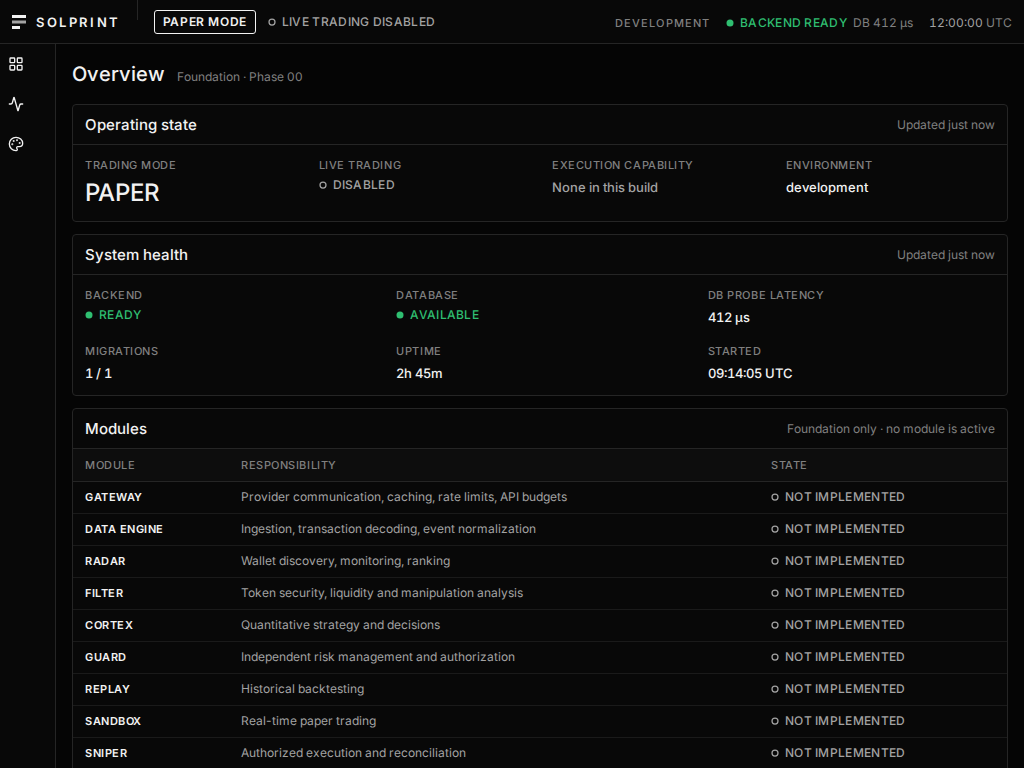 SOLPRINT PAPER MODE LIVE TRADING DISABLED DEVELOPMENT BACKEND READY DB 412 µs 12:00:00 UTC
Overview Foundation · Phase 00
Operating state Updated just now
TRADING MODE LIVE TRADING EXECUTION CAPABILITY ENVIRONMENT
PAPER DISABLED None in this build development
System health Updated just now
BACKEND DATABASE DB PROBE LATENCY
READY AVAILABLE 412 µs
MIGRATIONS UPTIME STARTED
1 / 1 2h 45m 09:14:05 UTC
Modules Foundation only · no module is active
MODULE RESPONSIBILITY STATE
GATEWAY Provider communication, caching, rate limits, API budgets NOT IMPLEMENTED
DATA ENGINE Ingestion, transaction decoding, event normalization NOT IMPLEMENTED
RADAR Wallet discovery, monitoring, ranking NOT IMPLEMENTED
FILTER Token security, liquidity and manipulation analysis NOT IMPLEMENTED
CORTEX Quantitative strategy and decisions NOT IMPLEMENTED
GUARD Independent risk management and authorization NOT IMPLEMENTED
REPLAY Historical backtesting NOT IMPLEMENTED
SANDBOX Real-time paper trading NOT IMPLEMENTED
SNIPER Authorized execution and reconciliation NOT IMPLEMENTED